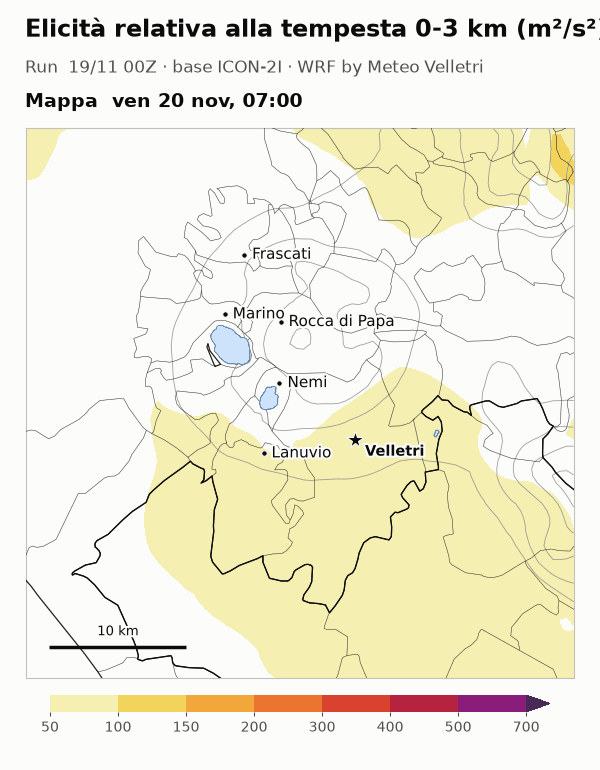 Elicità relativa alla tempesta 0-3 km (m²/s²)
Run 19/11 00Z · base ICON-2I · WRF by Meteo Velletri
Mappa ven 20 nov, 07:00
Frascati
Marino
Rocca di Papa
Nemi
Velletri
Lanuvio
10 km
50 100 150 200 300 400 500 700